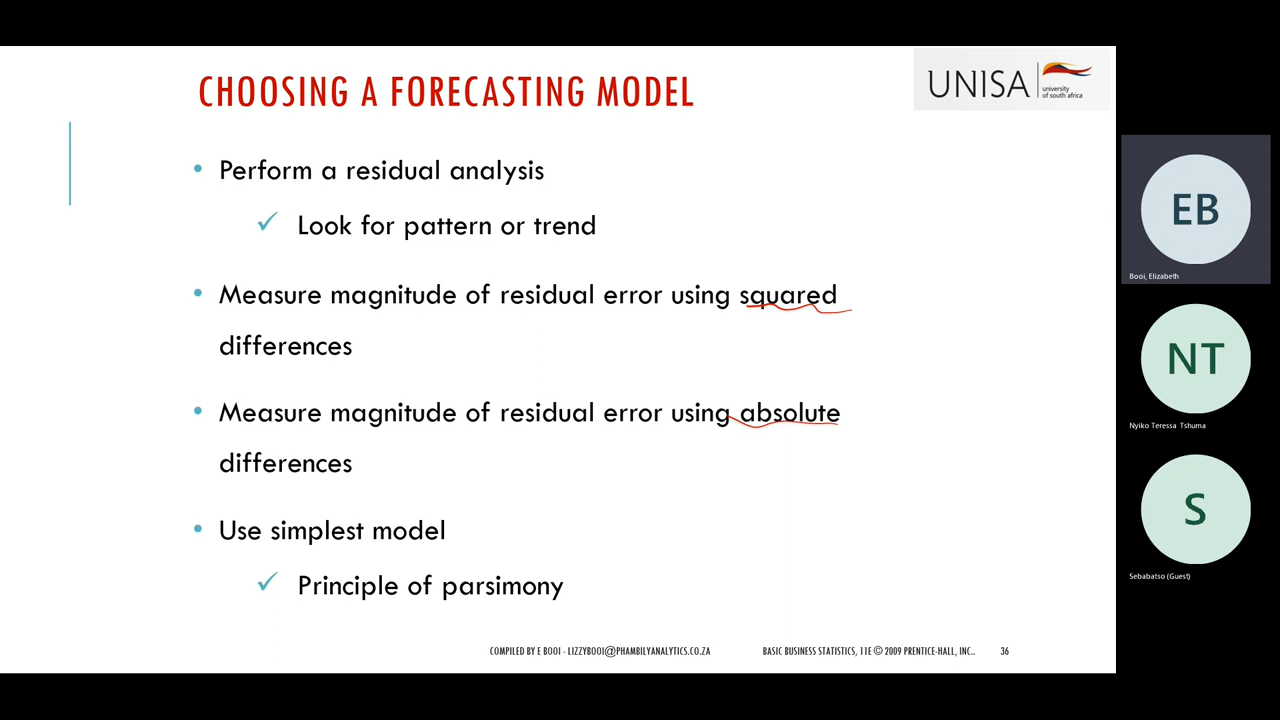 CHOOSING A FORECASTING MODEL
UNISA
university
of south africa
• Perform a residual analysis
✓ Look for pattern or trend
• Measure magnitude of residual error using squared
differences
• Measure magnitude of residual error using absolute
differences
• Use simplest model
✓ Principle of parsimony
COMPILED BY E BOOI - LIZZYBOOI@PHAMBILYANALYTICS.CO.ZA
BASIC BUSINESS STATISTICS, 11E © 2009 PRENTICE-HALL, INC..
36
EB
Booi, Elizabeth
NT
Nyiko Teressa Tshuma
S
Sebabatso (Guest)